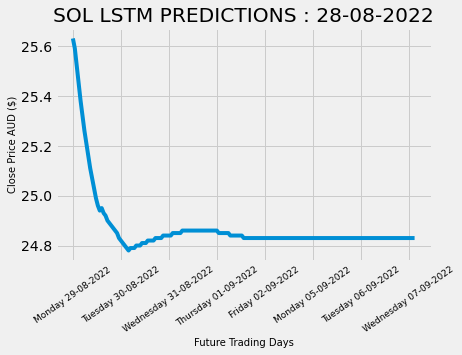 SOL LSTM PREDICTIONS : 28-08-2022
25.6
25.4
25.2
25.0
24.8
Close Price AUD ($)
Monday 29-08-2022
Tuesday 30-08-2022
Wednesday 31-08-2022
Thursday 01-09-2022
Friday 02-09-2022
Monday 05-09-2022
Tuesday 06-09-2022
Wednesday 07-09-2022
Future Trading Days